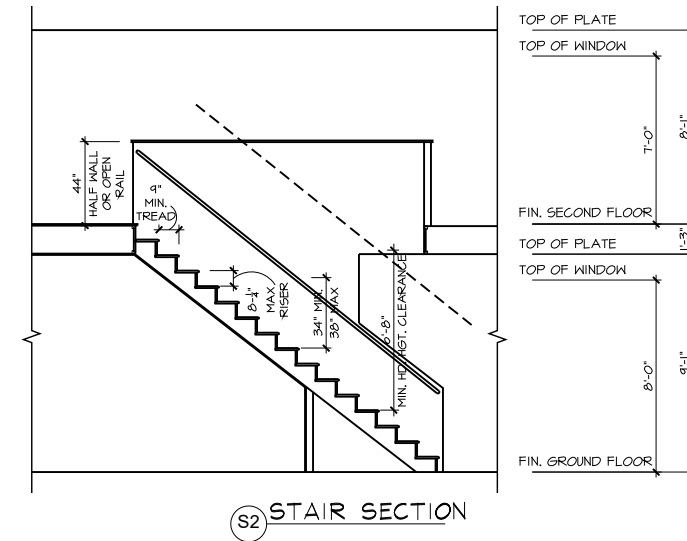 TOP OF PLATE
TOP OF WINDOW
7'-0"
8'-1"
44"
HALF WALL
OR OPEN
RAIL
9"
MIN.
TREAD
FIN. SECOND FLOOR
1'-3"
TOP OF PLATE
TOP OF WINDOW
8-¼"
MAX
RISER
34" MIN.
38" MAX
6'-8"
MIN. HD. HGT. CLEARANCE
8'-0"
9'-1"
FIN. GROUND FLOOR
S2 STAIR SECTION